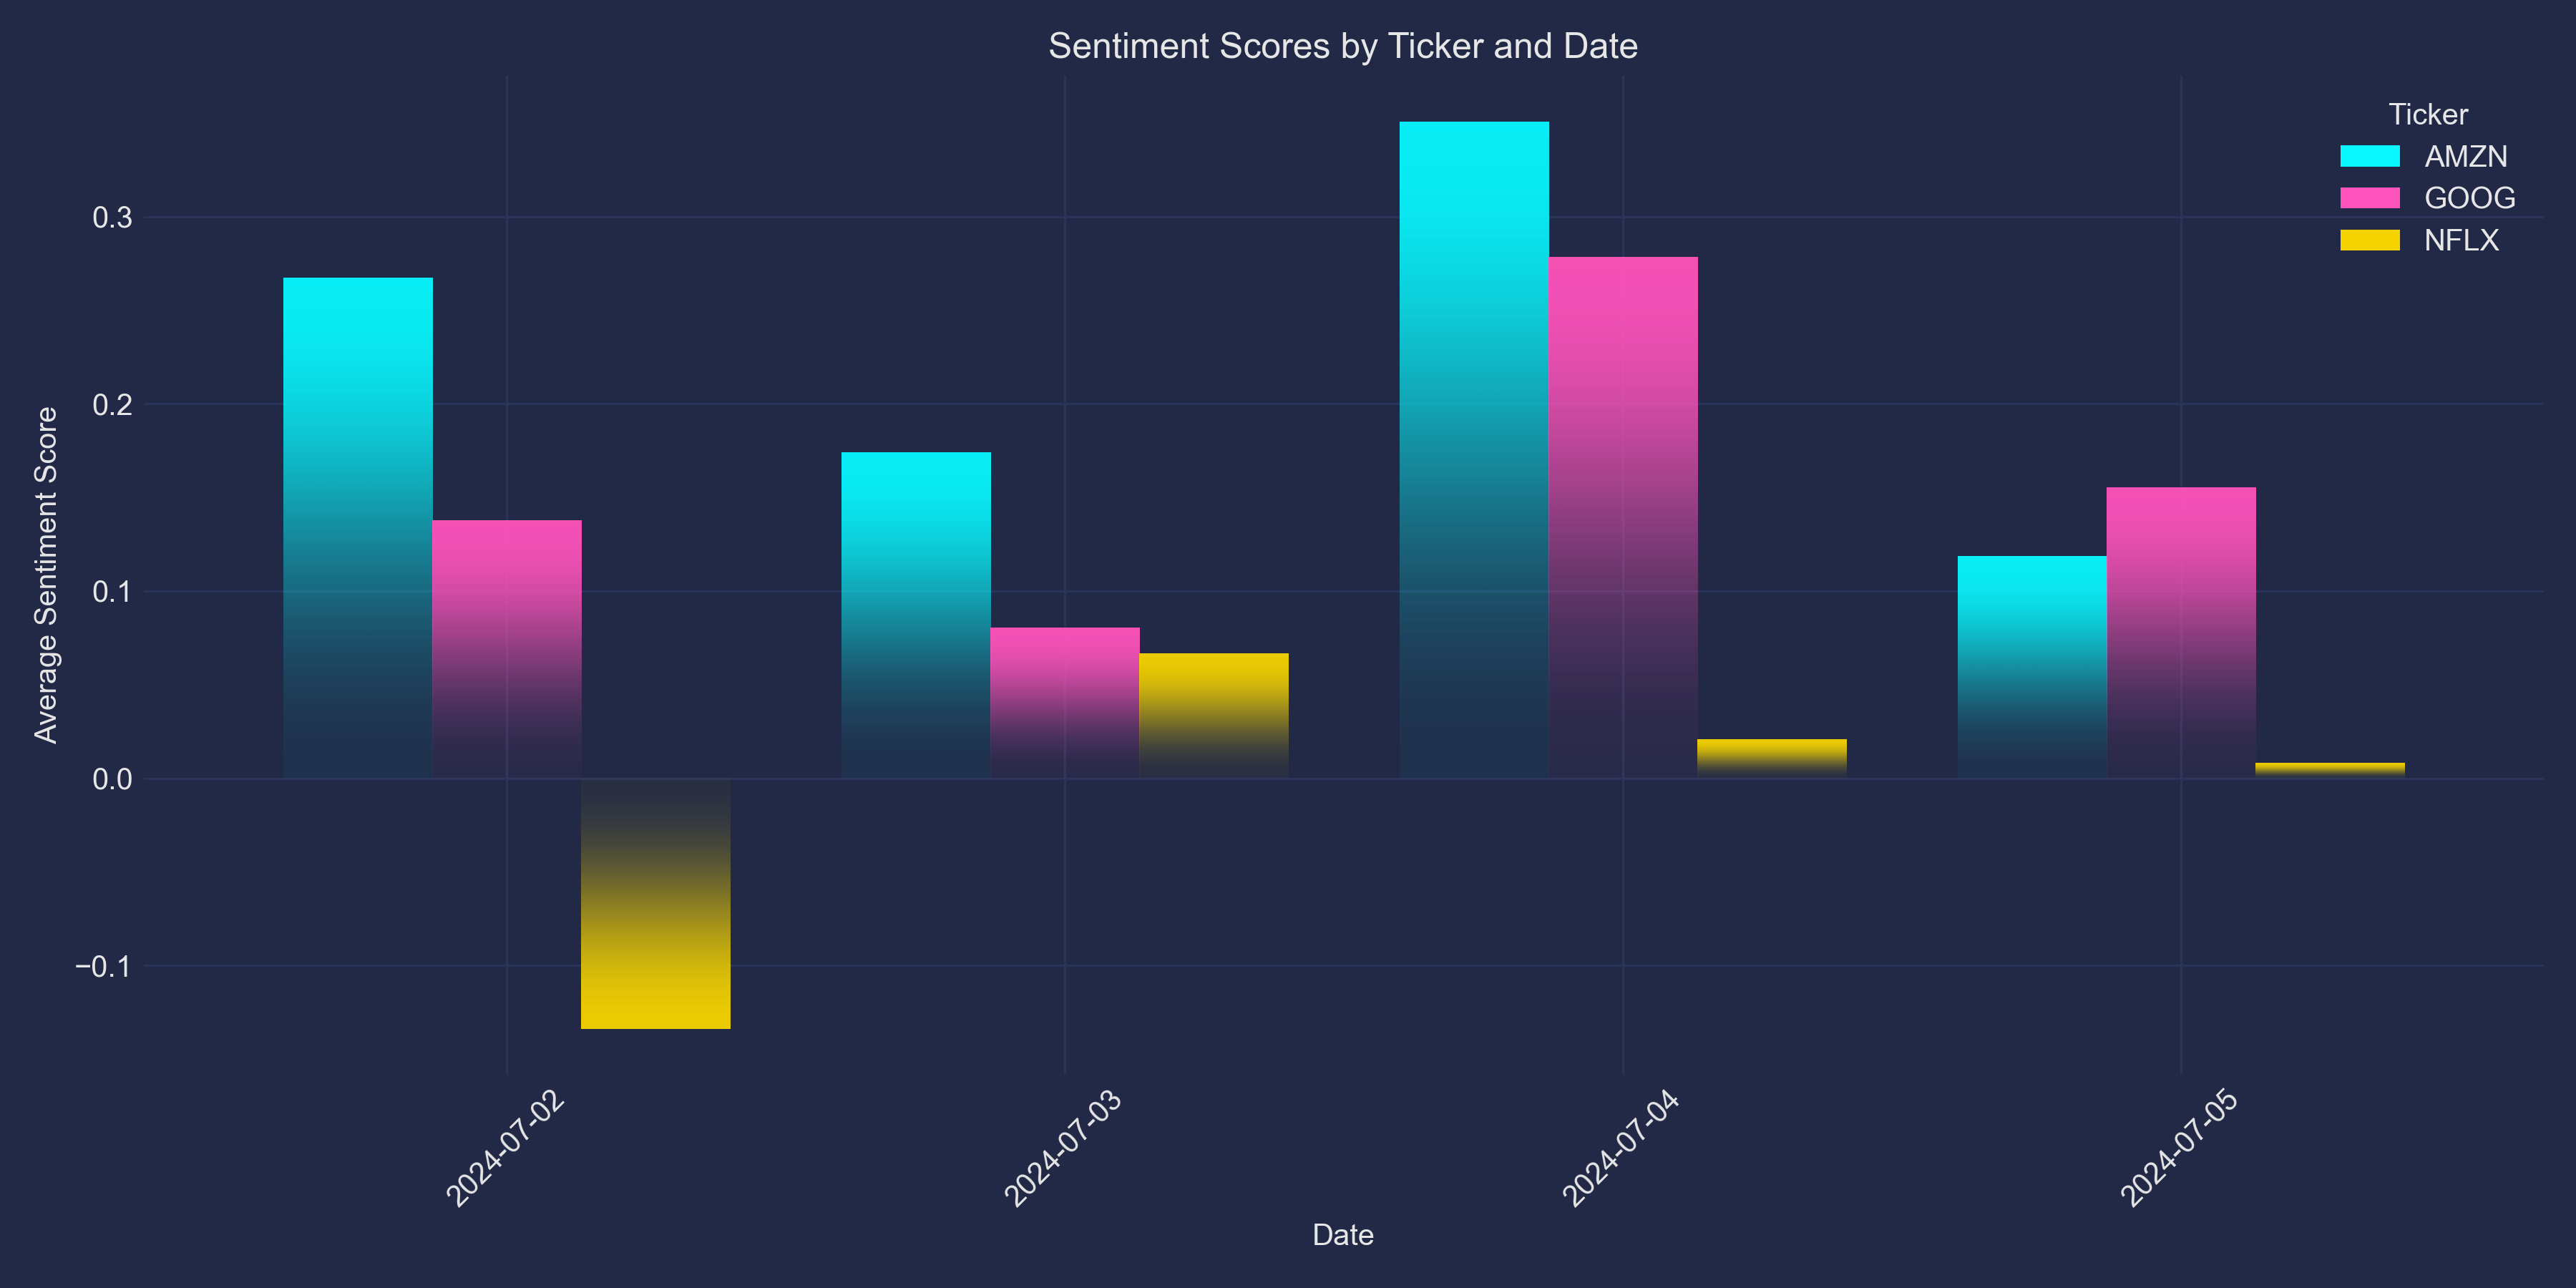 Sentiment Scores by Ticker and Date
Ticker
AMZN
GOOG
NFLX
Average Sentiment Score
0.3
0.2
0.1
0.0
−0.1
2024-07-02
2024-07-03
2024-07-04
2024-07-05
Date